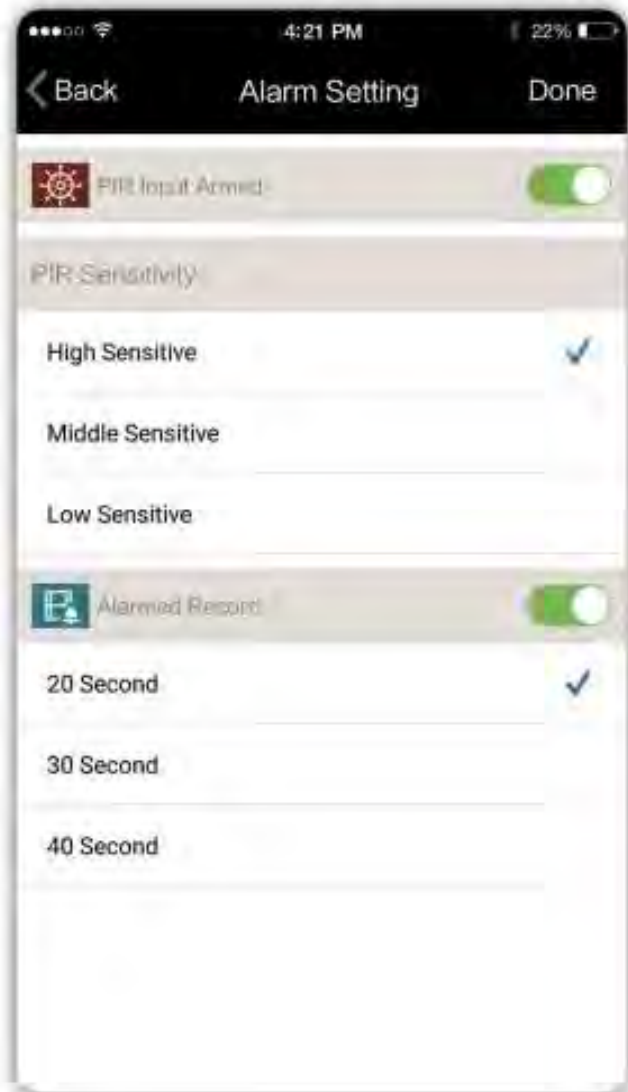 4:21 PM
22%
Back
Alarm Setting
Done
PIR Input Armed
PIR Sensitivity
High Sensitive
Middle Sensitive
Low Sensitive
Alarmed Record
20 Second
30 Second
40 Second